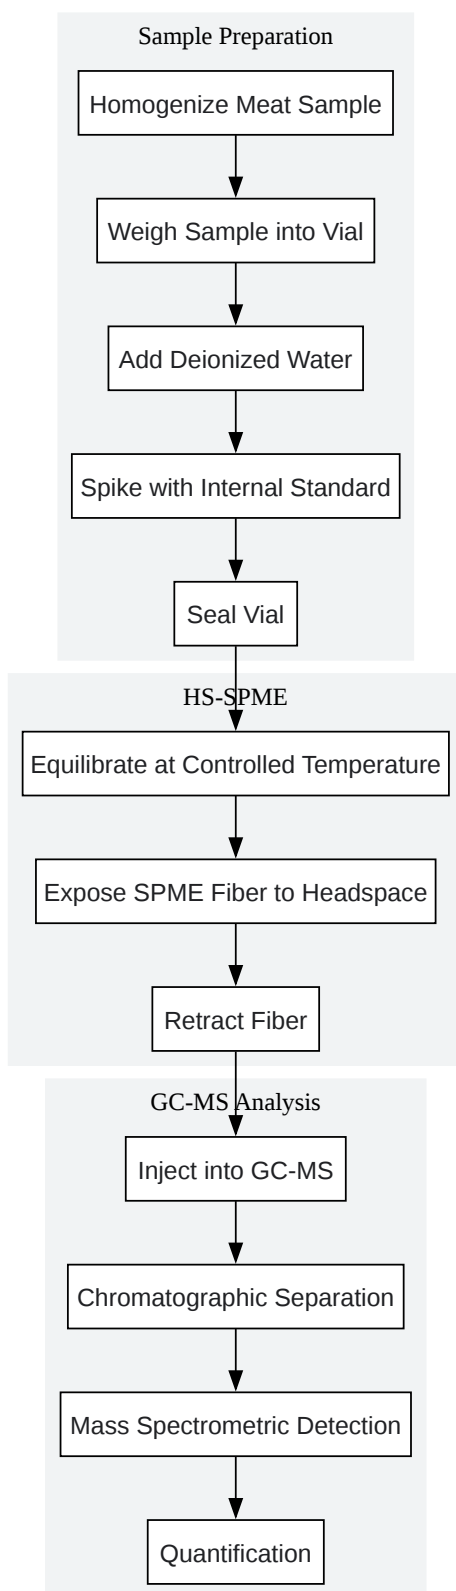 Sample Preparation
Homogenize Meat Sample
Weigh Sample into Vial
Add Deionized Water
Spike with Internal Standard
Seal Vial
HS-SPME
Equilibrate at Controlled Temperature
Expose SPME Fiber to Headspace
Retract Fiber
GC-MS Analysis
Inject into GC-MS
Chromatographic Separation
Mass Spectrometric Detection
Quantification